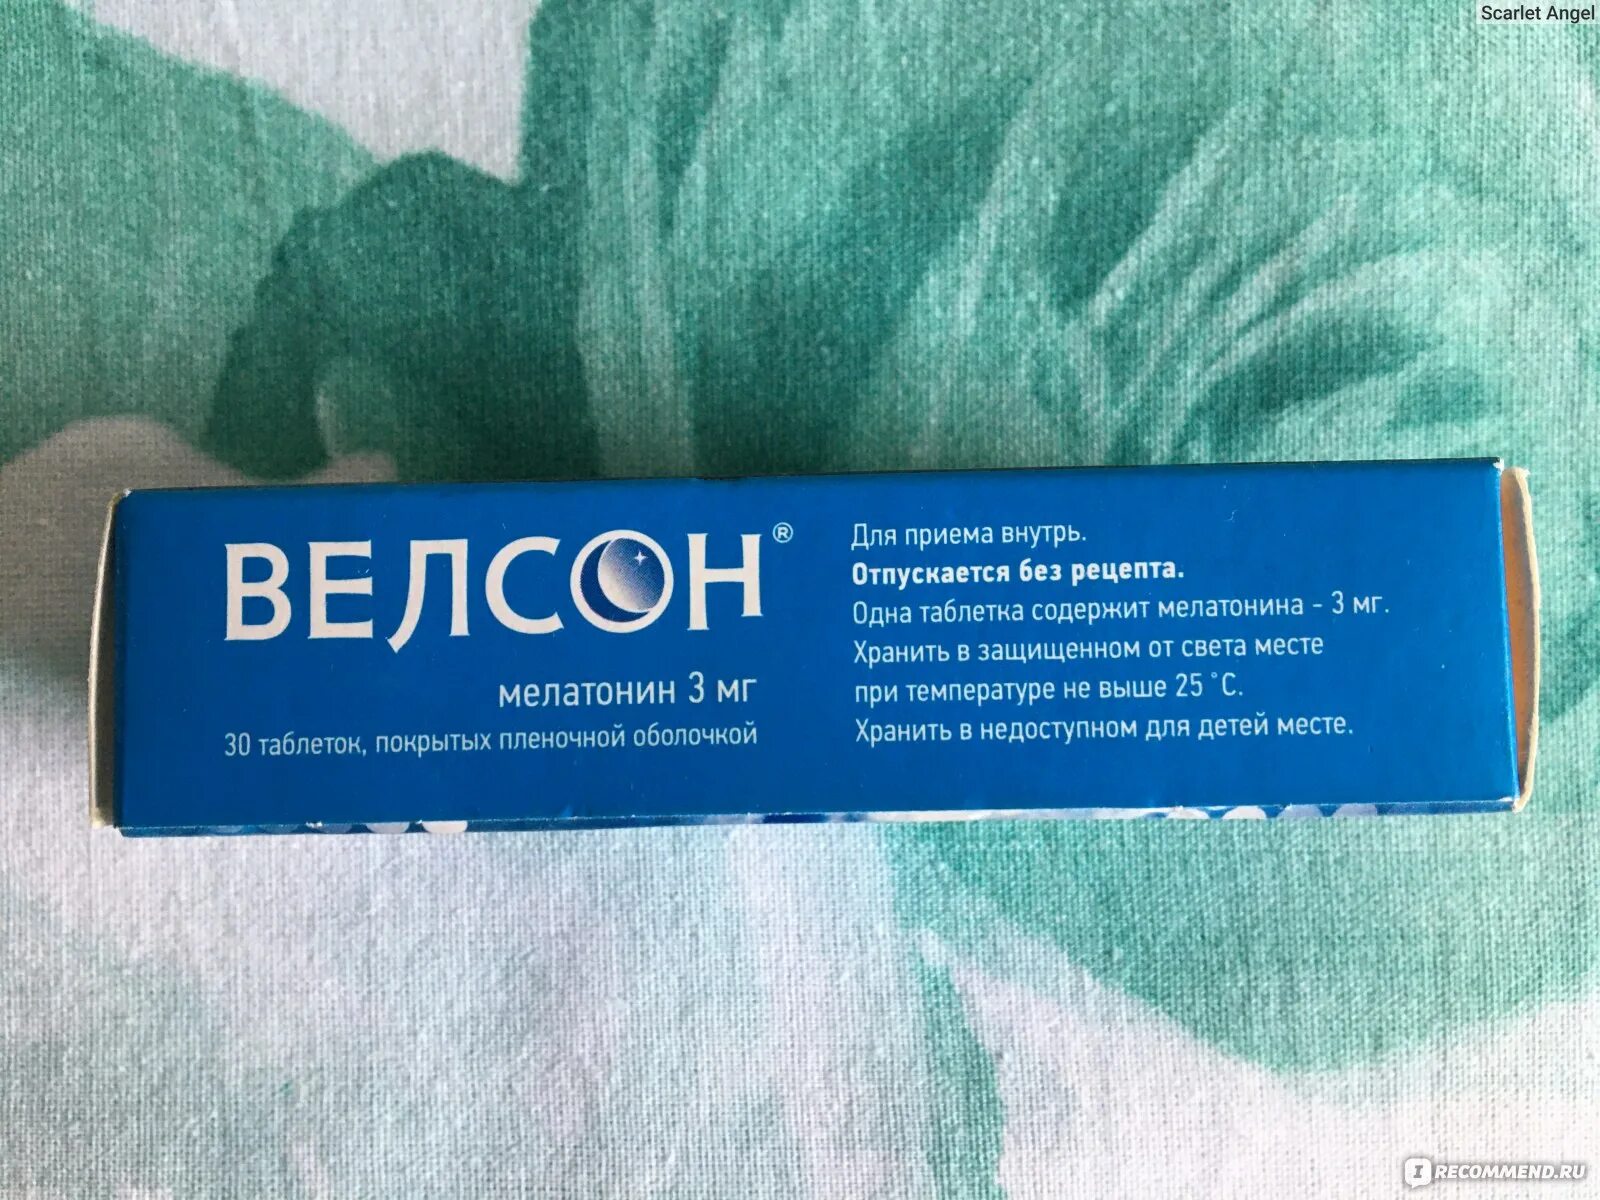 Scarlet Angel
ВЕЛСОН®
мелатонин 3 мг
30 таблеток, покрытых пленочной оболочкой
Для приема внутрь.
Отпускается без рецепта.
Одна таблетка содержит мелатонина - 3 мг.
Хранить в защищенном от света месте
при температуре не выше 25 °С.
Хранить в недоступном для детей месте.
IRECOMMEND.RU